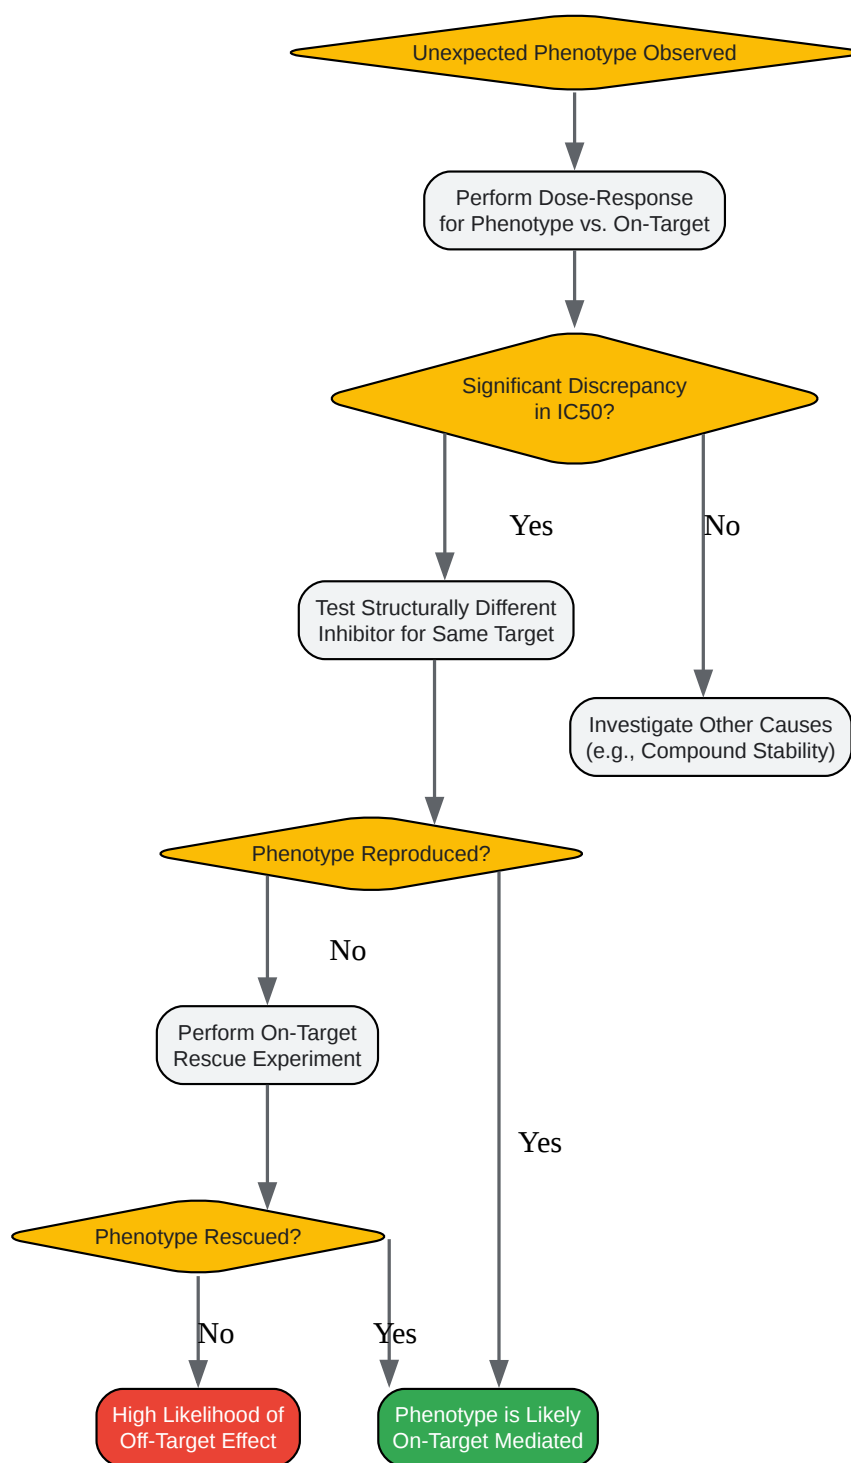 Unexpected Phenotype Observed
Perform Dose-Response
for Phenotype vs. On-Target
Significant Discrepancy
in IC50?
Yes
No
Test Structurally Different
Inhibitor for Same Target
Investigate Other Causes
(e.g., Compound Stability)
Phenotype Reproduced?
No
Perform On-Target
Rescue Experiment
Yes
Phenotype Rescued?
No
Yes
High Likelihood of
Off-Target Effect
Phenotype is Likely
On-Target Mediated